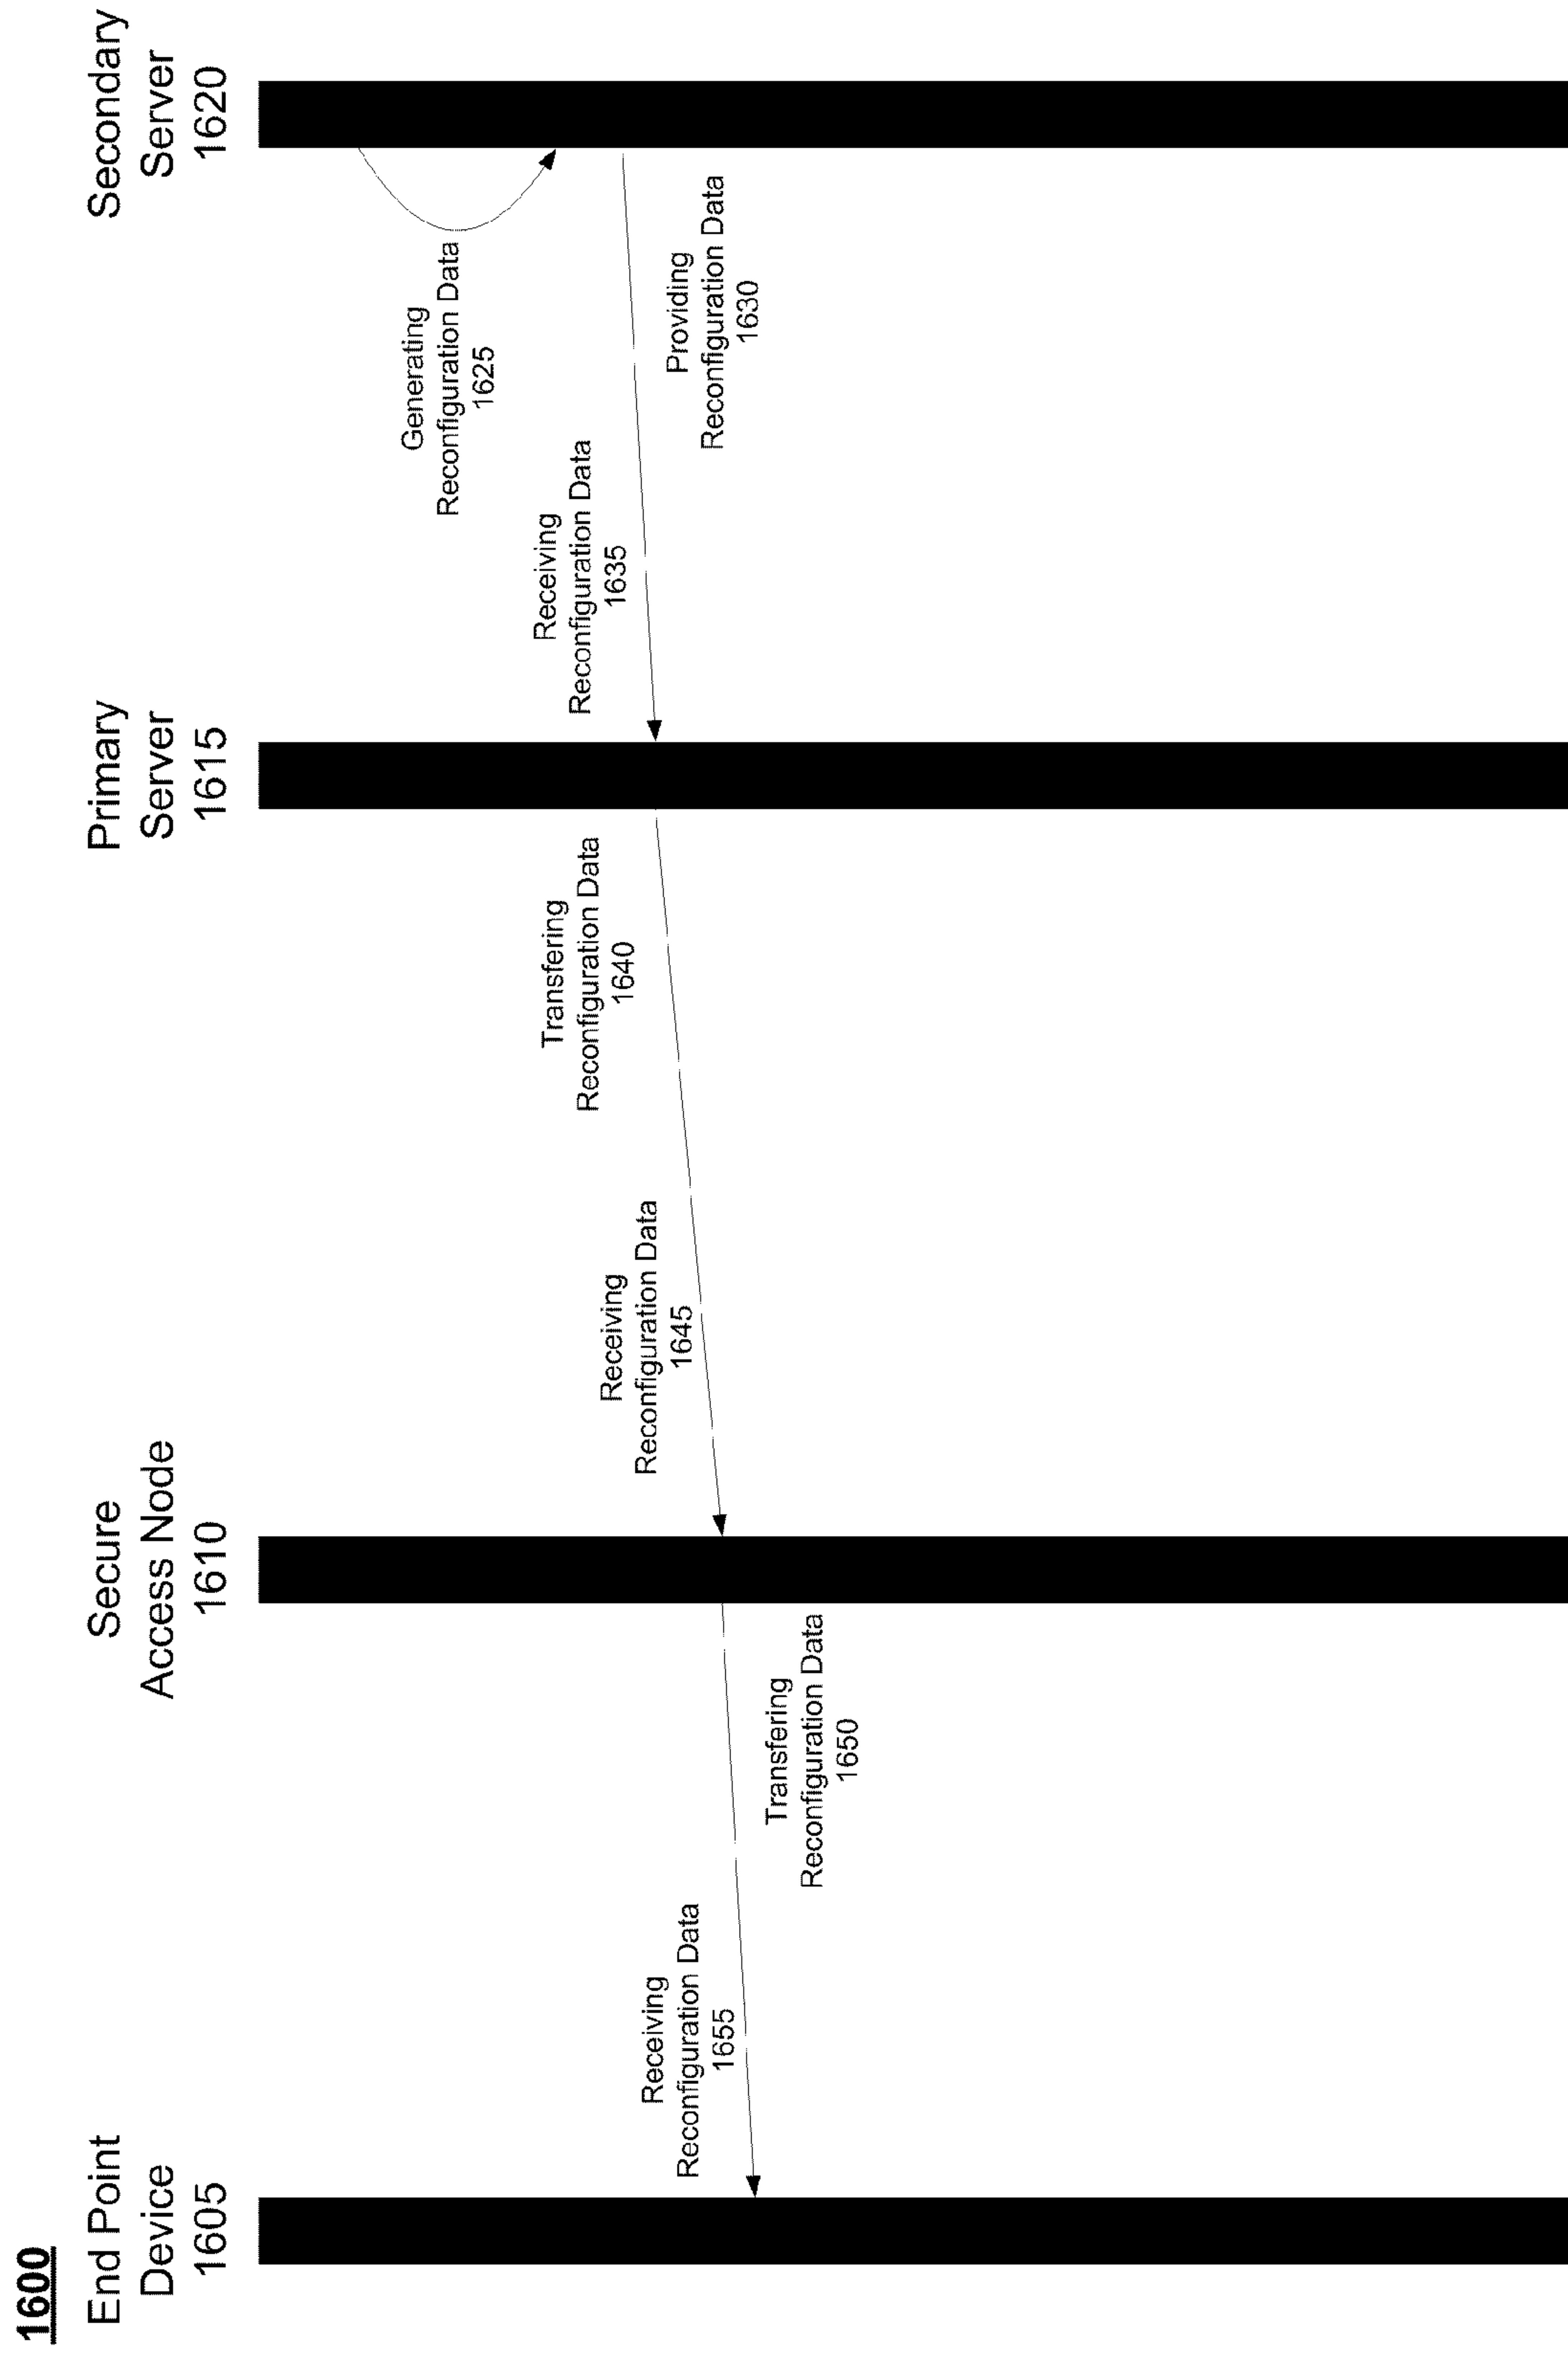 1600
End Point
Device
1605
Secure
Access Node
1610
Primary
Server
1615
Secondary
Server
1620
Generating
Reconfiguration Data
1625
Providing
Reconfiguration Data
1630
Receiving
Reconfiguration Data
1635
Transfering
Reconfiguration Data
1640
Receiving
Reconfiguration Data
1645
Transfering
Reconfiguration Data
1650
Receiving
Reconfiguration Data
1655